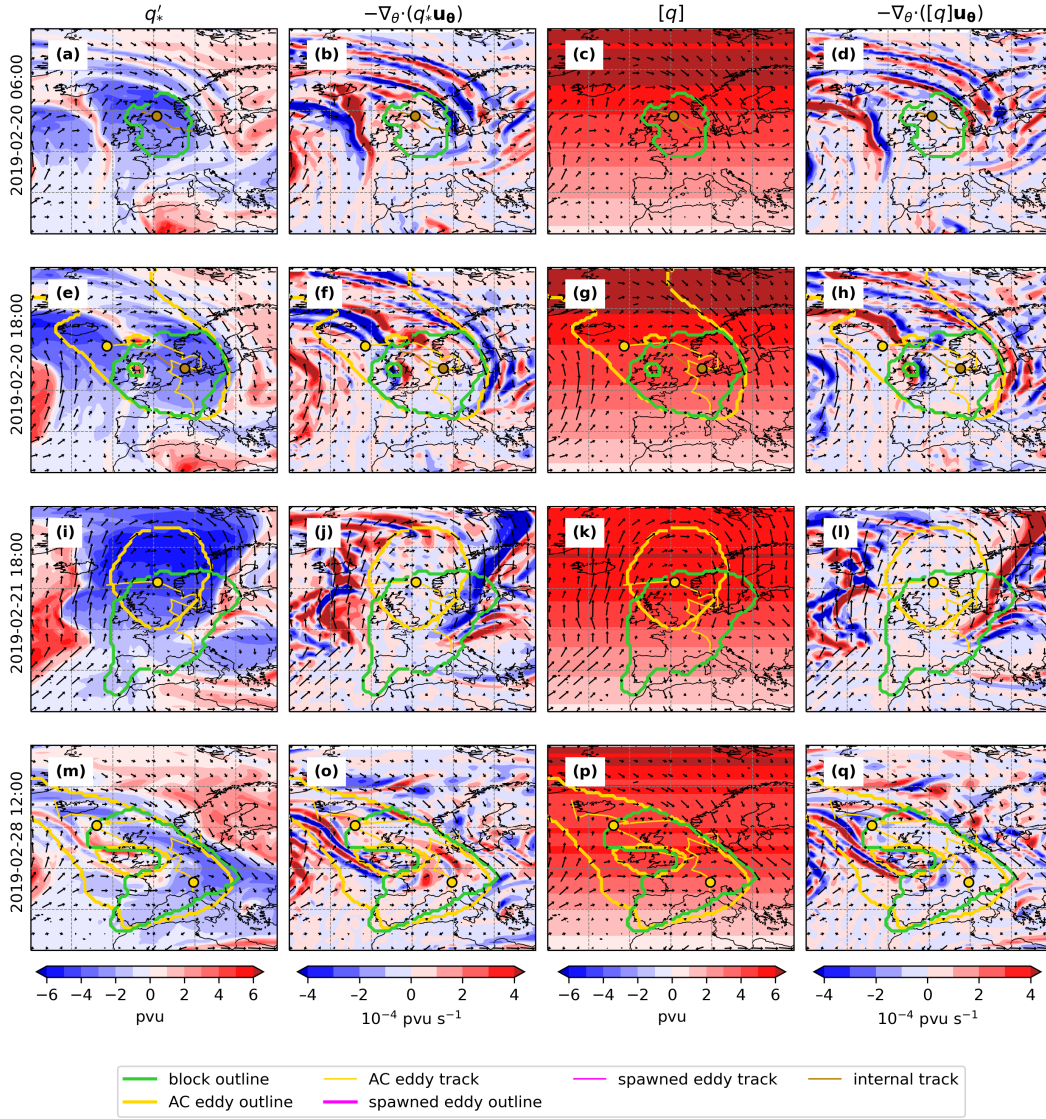 q′* −∇θ·(q′*uθ) [q] −∇θ·([q]uθ)
2019-02-20 06:00
(a) (b) (c) (d)
2019-02-20 18:00
(e) (f) (g) (h)
2019-02-21 18:00
(i) (j) (k) (l)
2019-02-28 12:00
(m) (o) (p) (q)
−6 −4 −2 0 2 4 6 −4 −2 0 2 4 −6 −4 −2 0 2 4 6 −4 −2 0 2 4
pvu 10⁻⁴ pvu s⁻¹ pvu 10⁻⁴ pvu s⁻¹
block outline AC eddy track spawned eddy track internal track
AC eddy outline spawned eddy outline